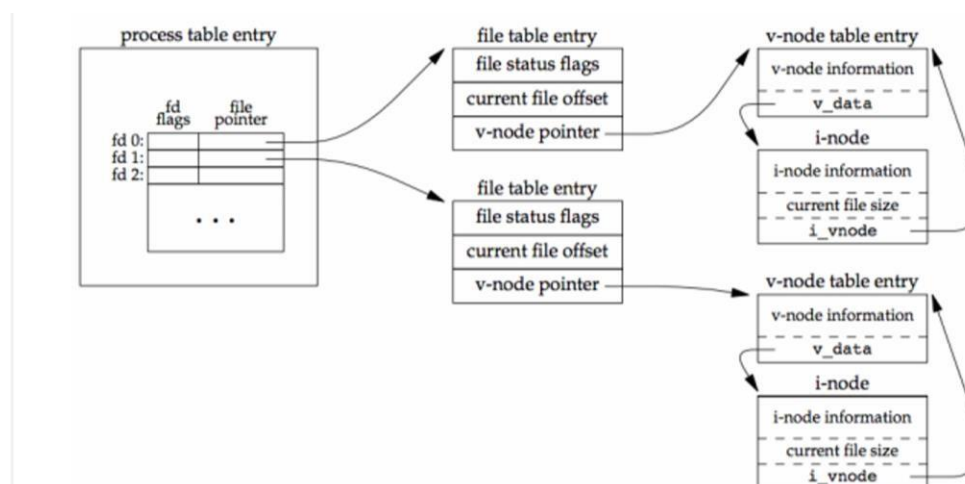 process table entry
fd flags
file pointer
fd 0:
fd 1:
fd 2:
. . .
file table entry
file status flags
current file offset
v-node pointer
file table entry
file status flags
current file offset
v-node pointer
v-node table entry
v-node information
v_data
i-node
i-node information
current file size
i_vnode
v-node table entry
v-node information
v_data
i-node
i-node information
current file size
i_vnode